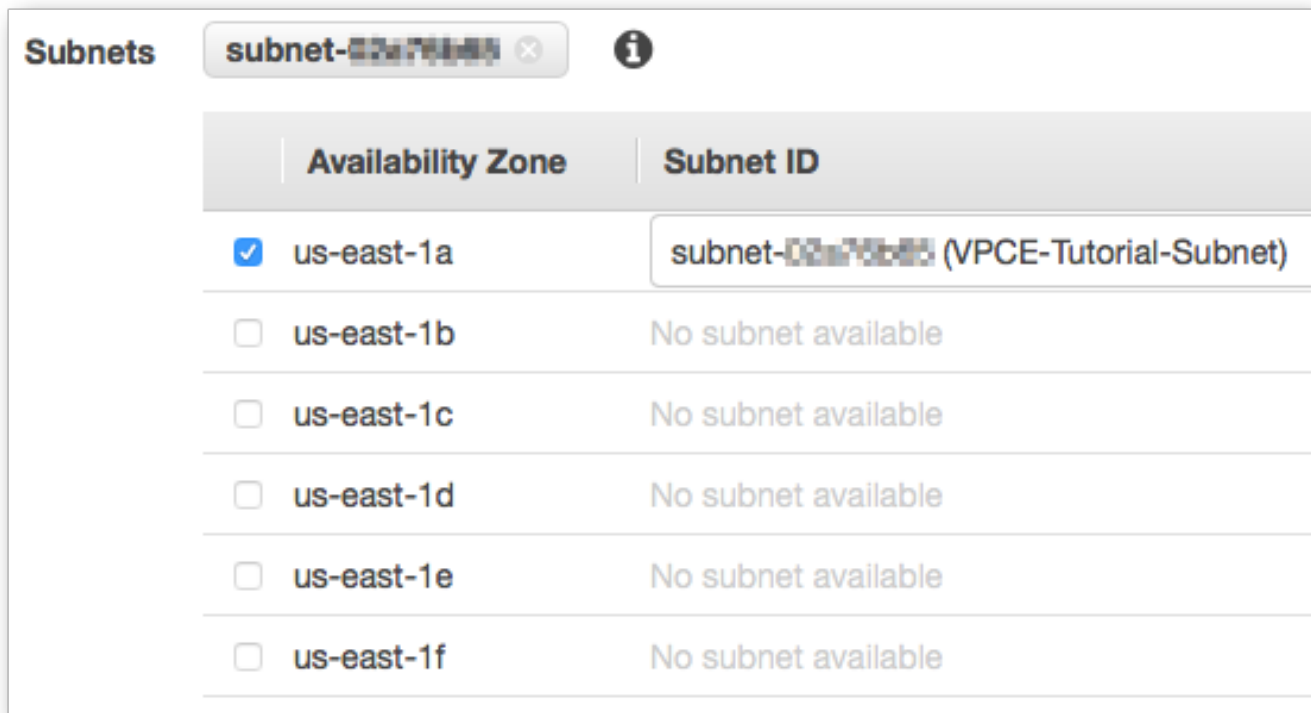 Subnets subnet-
Availability Zone Subnet ID
us-east-1a subnet- (VPCE-Tutorial-Subnet)
us-east-1b No subnet available
us-east-1c No subnet available
us-east-1d No subnet available
us-east-1e No subnet available
us-east-1f No subnet available